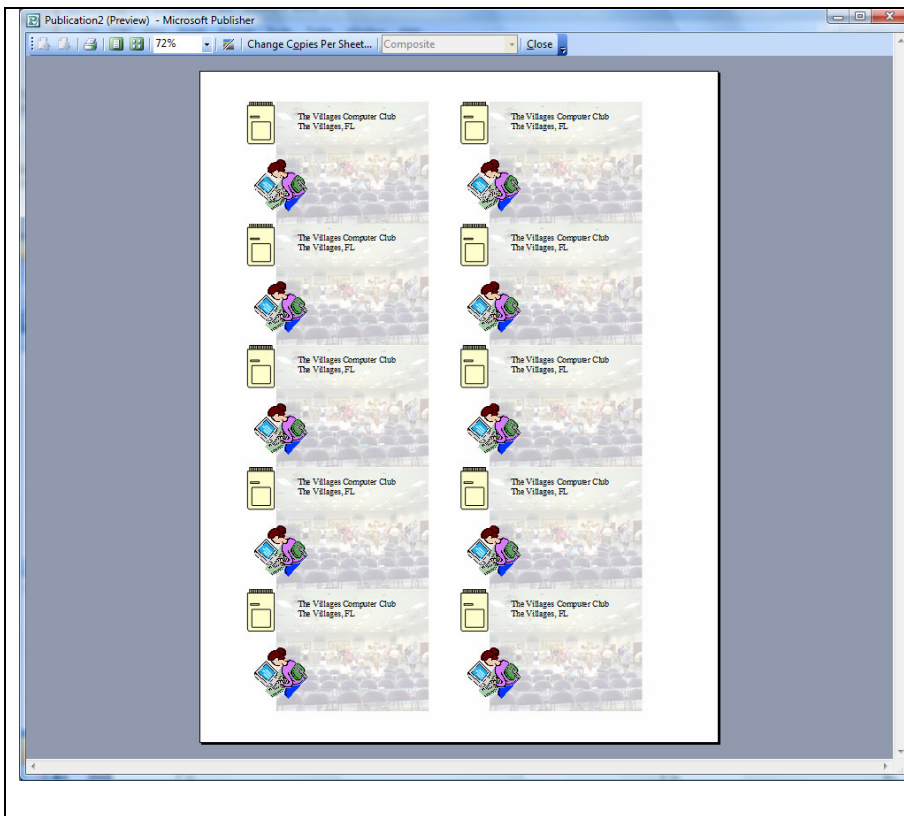 Publication2 (Preview) - Microsoft Publisher
72% Change Copies Per Sheet... Composite Close
The Villages Computer Club
The Villages, FL
The Villages Computer Club
The Villages, FL
The Villages Computer Club
The Villages, FL
The Villages Computer Club
The Villages, FL
The Villages Computer Club
The Villages, FL
The Villages Computer Club
The Villages, FL
The Villages Computer Club
The Villages, FL
The Villages Computer Club
The Villages, FL
The Villages Computer Club
The Villages, FL
The Villages Computer Club
The Villages, FL